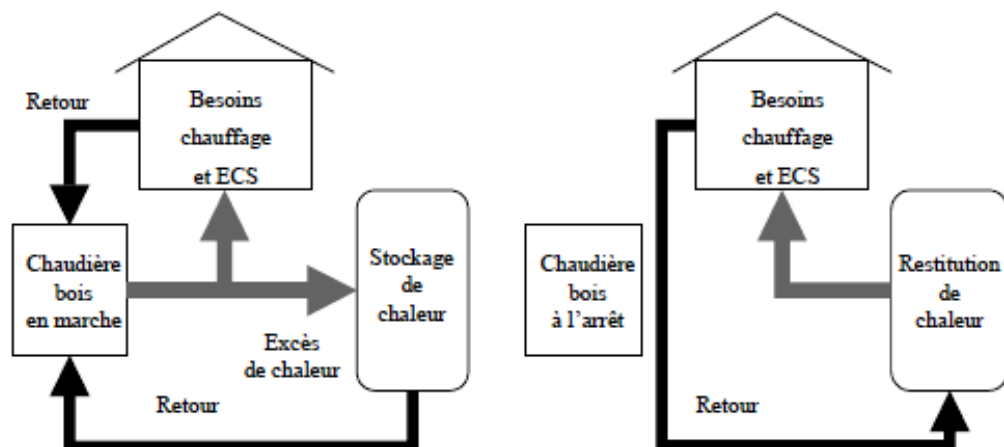 Retour
Besoins
chauffage
et ECS
Chaudière
bois
en marche
Stockage
de
chaleur
Excès
de chaleur
Retour
Besoins
chauffage
et ECS
Chaudière
bois
à l'arrêt
Restitution
de
chaleur
Retour